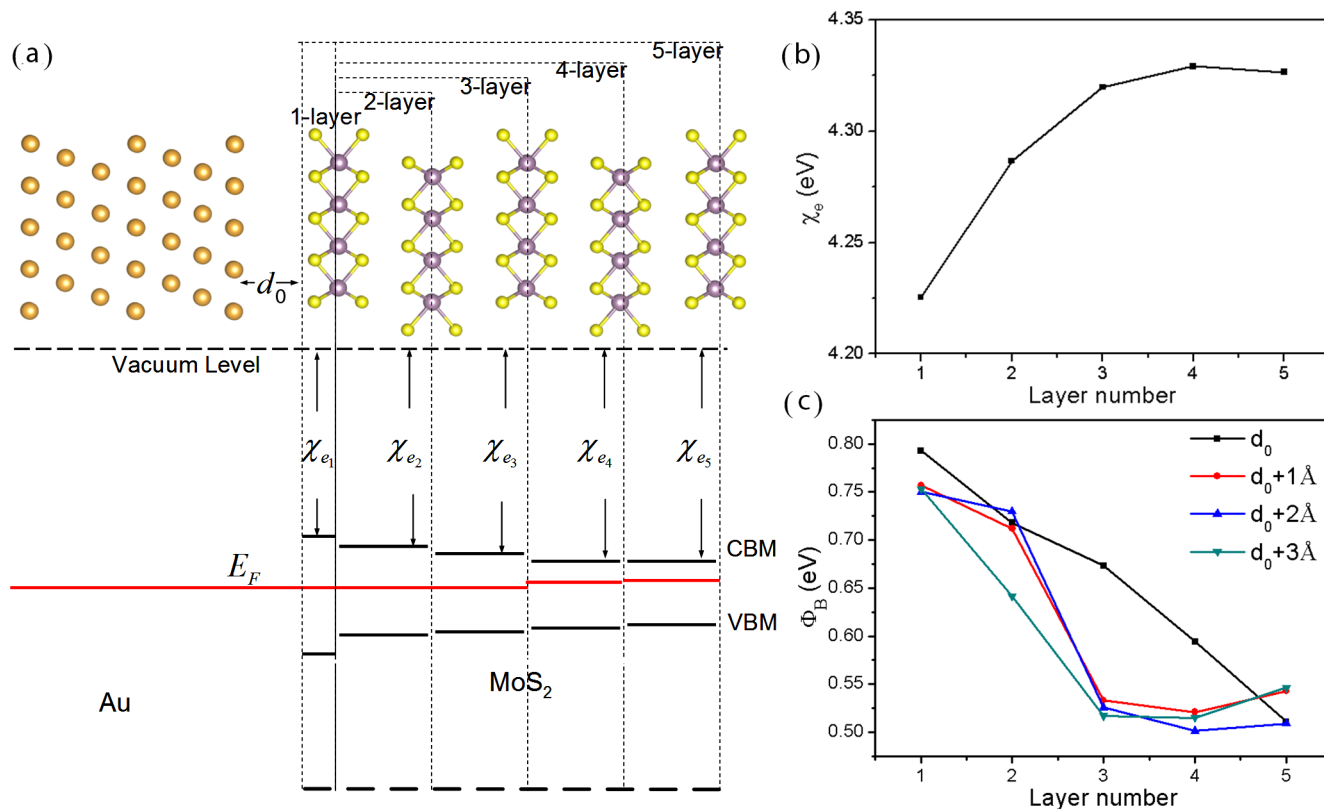 (a)
5-layer
4-layer
3-layer
2-layer
1-layer
d₀
Vacuum Level
χₑ₁ χₑ₂ χₑ₃ χₑ₄ χₑ₅
CBM
E_F
VBM
MoS₂
Au
(b)
4.35
4.30
4.25
4.20
χₑ (eV)
1 2 3 4 5
Layer number
(c)
0.80
0.75
0.70
0.65
0.60
0.55
0.50
Φ_B (eV)
d₀
d₀+1Å
d₀+2Å
d₀+3Å
1 2 3 4 5
Layer number